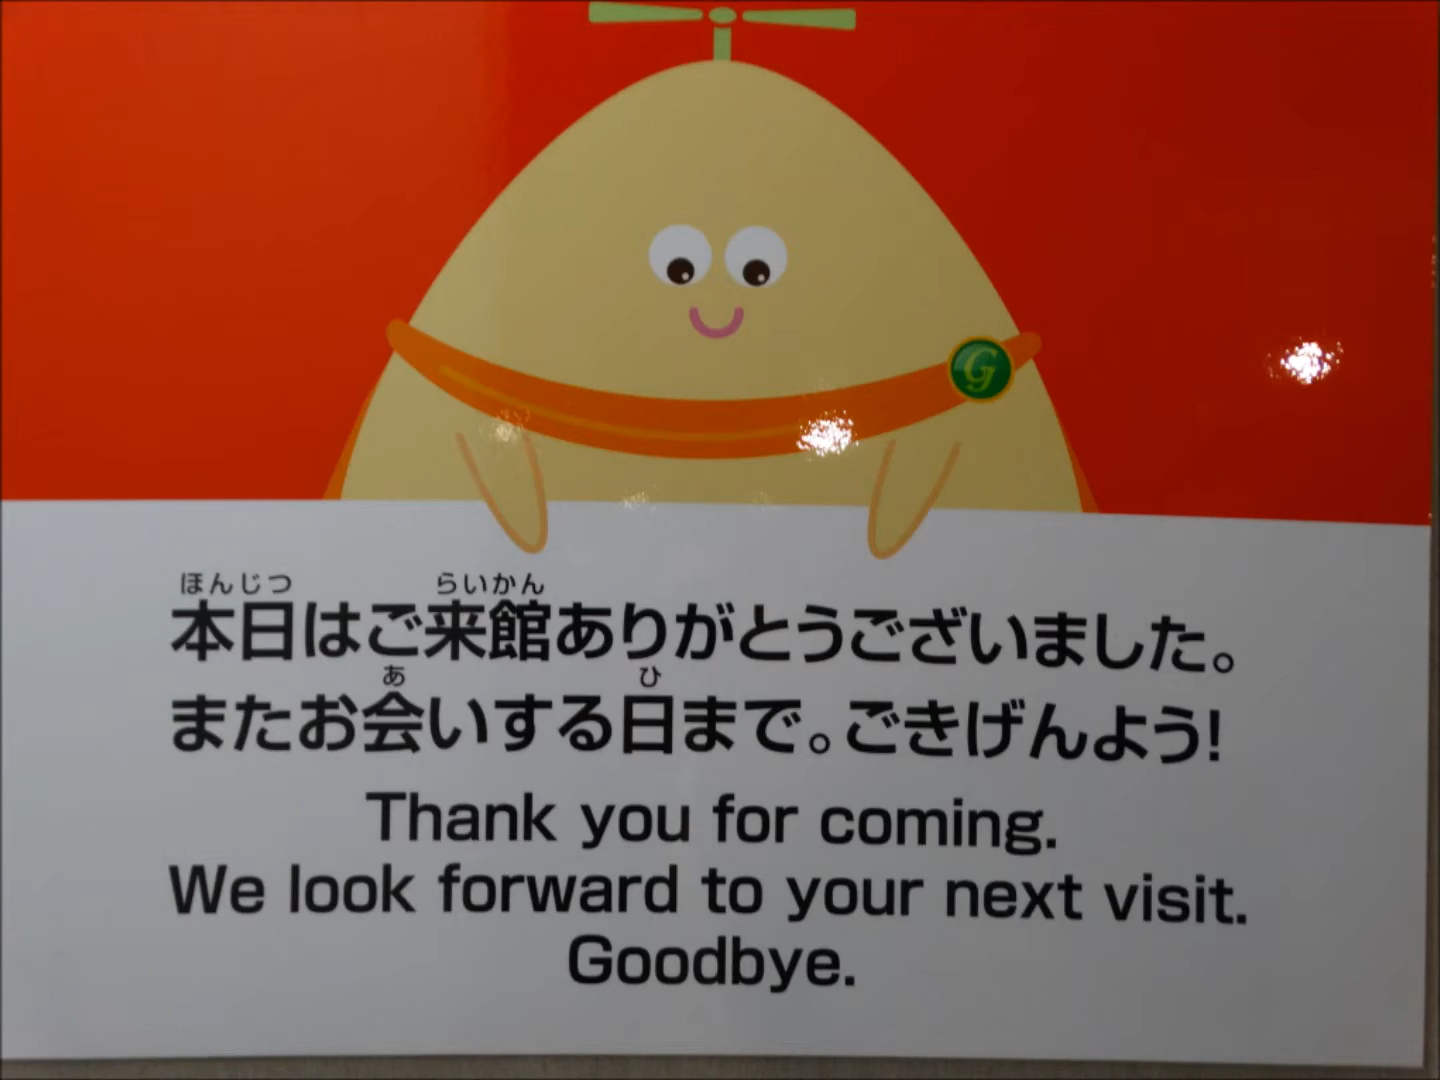 G
ほんじつ らいかん
本日はご来館ありがとうございました。
あ ひ
またお会いする日まで。ごきげんよう!
Thank you for coming.
We look forward to your next visit.
Goodbye.